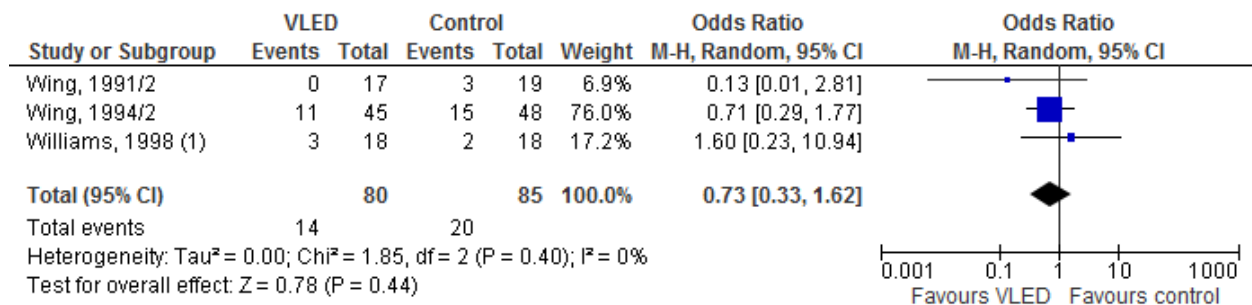 VLED Control Odds Ratio Odds Ratio
Study or Subgroup Events Total Events Total Weight M-H, Random, 95% CI M-H, Random, 95% CI
Wing, 1991/2 0 17 3 19 6.9% 0.13 [0.01, 2.81]
Wing, 1994/2 11 45 15 48 76.0% 0.71 [0.29, 1.77]
Williams, 1998 (1) 3 18 2 18 17.2% 1.60 [0.23, 10.94]
Total (95% CI) 80 85 100.0% 0.73 [0.33, 1.62]
Total events 14 20
Heterogeneity: Tau² = 0.00; Chi² = 1.85, df = 2 (P = 0.40); I² = 0%
Test for overall effect: Z = 0.78 (P = 0.44)
0.001 0.1 1 10 1000
Favours VLED Favours control